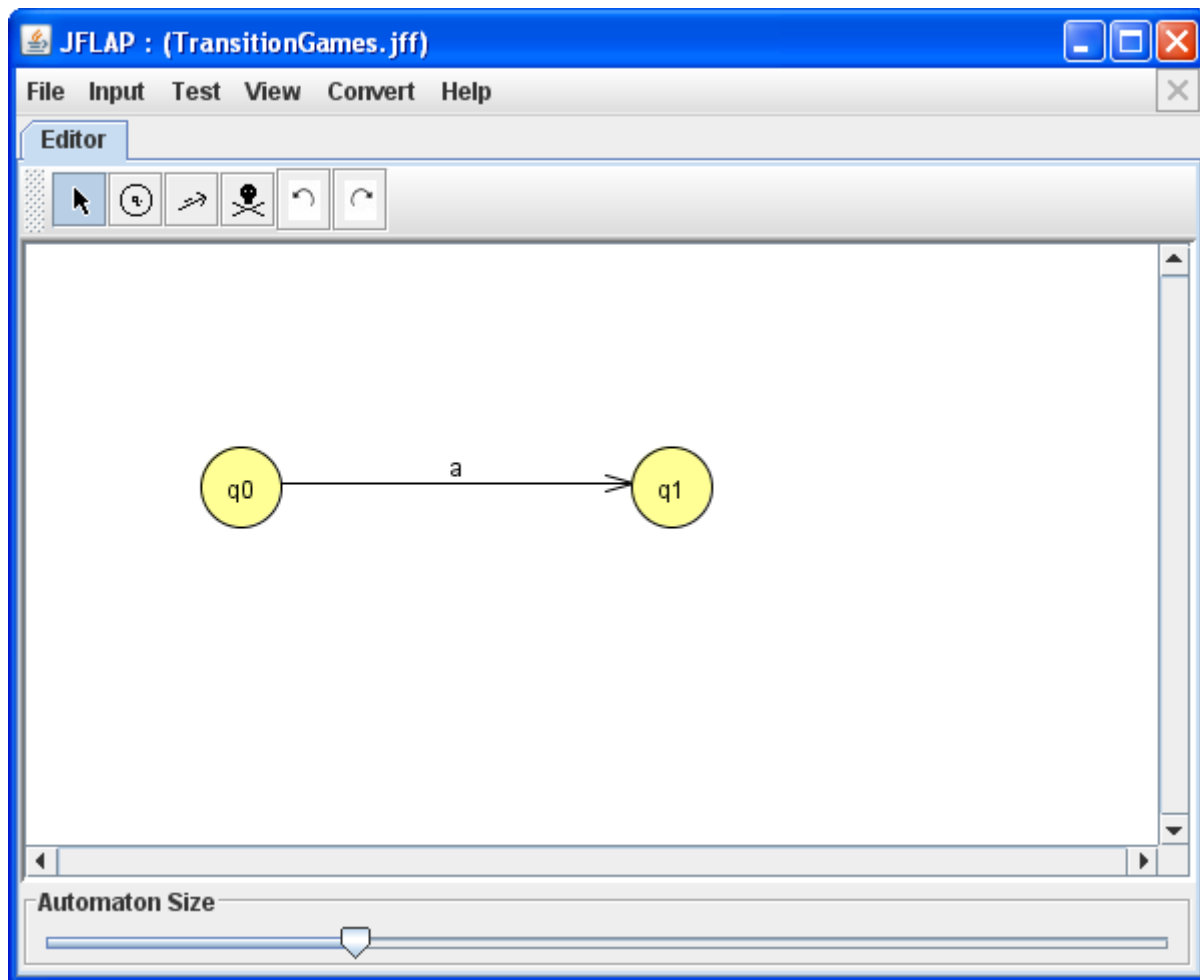 JFLAP : (TransitionGames.jff)
File Input Test View Convert Help
Editor
q
a
q0 q1
Automaton Size